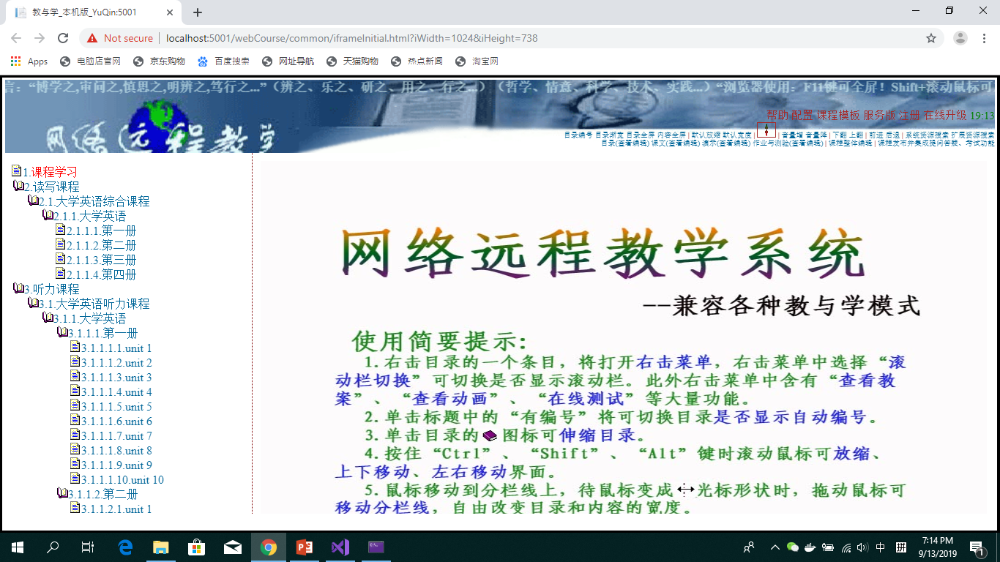 教与学_本机版_YuQin:5001
Not secure | localhost:5001/webCourse/common/iframeInitial.html?iWidth=1024&iHeight=738
Apps 电脑店官网 京东购物 百度搜索 网址导航 天猫购物 热点新闻 淘宝网
言：“博学之,审问之,慎思之,明辨之,笃行之...”（辨之、乐之、研之、用之、行之...）（哲学、情意、科学、技术、实践...）“浏览器使用：F11键可全屏！Shift+滚动鼠标可
帮助 配置 课程模板 服务版 注册 在线升级 19:13
网络远程教学
目录编号 目录渐宽 目录全屏 内容全屏 | 默认放缩 默认宽度 | 音量增 音量降 | 下翻 上翻 | 前进 后退 | 系统资源搜索 扩展资源搜索
目录(查看编辑) 课文(查看编辑) 演示(查看编辑) 作业与测验(查看编辑) | 课程整体编辑 | 课程发布并集成提问答疑、考试功能
1.课程学习
2.读写课程
2.1.大学英语综合课程
2.1.1.大学英语
2.1.1.1.第一册
2.1.1.2.第二册
2.1.1.3.第三册
2.1.1.4.第四册
3.听力课程
3.1.大学英语听力课程
3.1.1.大学英语
3.1.1.1.第一册
3.1.1.1.1.unit 1
3.1.1.1.2.unit 2
3.1.1.1.3.unit 3
3.1.1.1.4.unit 4
3.1.1.1.5.unit 5
3.1.1.1.6.unit 6
3.1.1.1.7.unit 7
3.1.1.1.8.unit 8
3.1.1.1.9.unit 9
3.1.1.1.10.unit 10
3.1.1.2.第二册
3.1.1.2.1.unit 1
网络远程教学系统
--兼容各种教与学模式
使用简要提示:
1.右击目录的一个条目，将打开右击菜单，右击菜单中选择“滚
动栏切换”可切换是否显示滚动栏。此外右击菜单中含有“查看教
案”、“查看动画”、“在线测试”等大量功能。
2.单击标题中的“有编号”将可切换目录是否显示自动编号。
3.单击目录的 图标可伸缩目录。
4.按住“Ctrl”、“Shift”、“Alt”键时滚动鼠标可放缩、
上下移动、左右移动界面。
5.鼠标移动到分栏线上，待鼠标变成 光标形状时，拖动鼠标可
移动分栏线，自由改变目录和内容的宽度。
中 拼 7:14 PM
9/13/2019
1